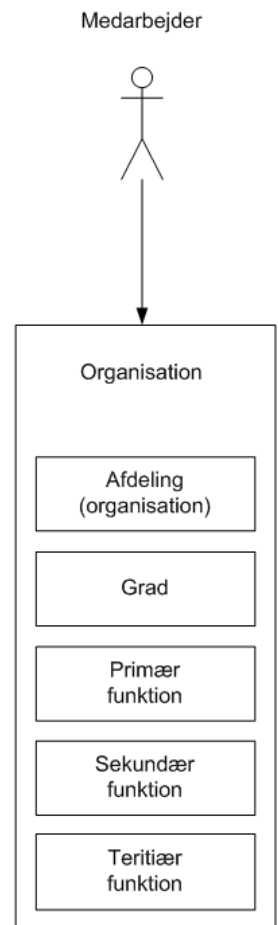 Medarbejder
Organisation
Afdeling
(organisation)
Grad
Primær
funktion
Sekundær
funktion
Teritiær
funktion